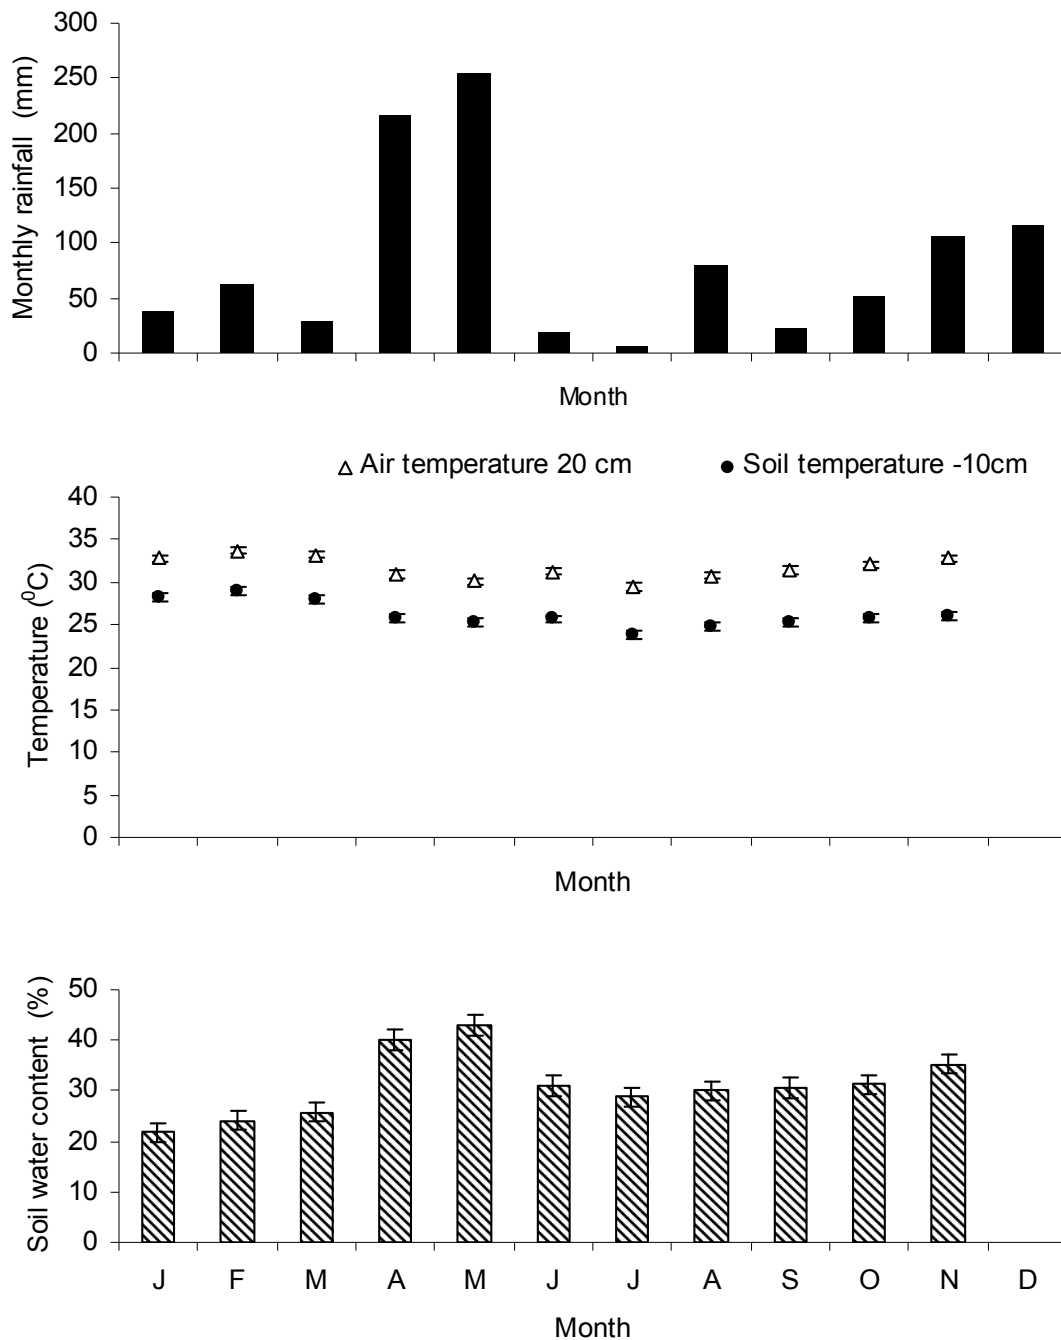 Monthly rainfall (mm)
300
250
200
150
100
50
0
Month
Air temperature 20 cm
Soil temperature -10cm
Temperature (⁰C)
40
35
30
25
20
15
10
5
0
Month
Soil water content (%)
50
40
30
20
10
0
J F M A M J J A S O N D
Month